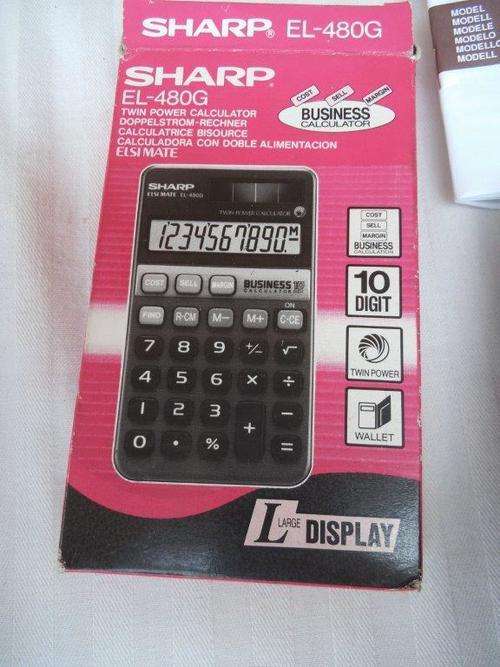 SHARP® EL-480G
MODEL
MODELL
MODELE
MODELO
MODELLO
MODELL
SHARP®
EL-480G
TWIN POWER CALCULATOR
DOPPELSTROM-RECHNER
CALCULATRICE BISOURCE
CALCULADORA CON DOBLE ALIMENTACION
ELSI MATE
COST SELL MARGIN
BUSINESS
CALCULATOR
SHARP
ELSI MATE EL-480G
TWIN POWER CALCULATOR
1234567890. M-
COST SELL MARGIN BUSINESS
CALCULATOR
ON
FIND R·CM M− M+ C·CE
7 8 9 +/− √
4 5 6 × ÷
1 2 3 + −
0 • % =
COST
SELL
MARGIN
BUSINESS
CALCULATOR
10
DIGIT
TWIN POWER
WALLET
LARGE DISPLAY